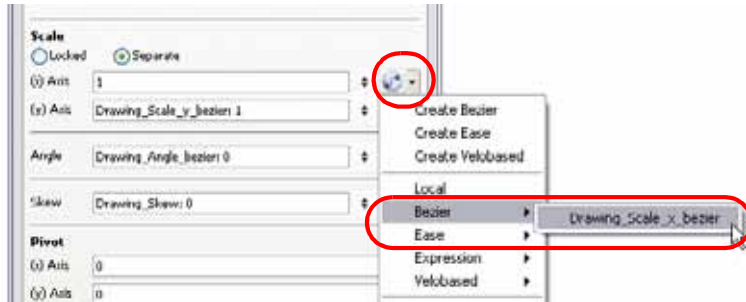 Scale
Locked Separate
(x) Axis 1
(y) Axis Drawing_Scale_y_bezier: 1
Angle Drawing_Angle_bezier: 0
Skew Drawing_Skew: 0
Pivot
(x) Axis 0
(y) Axis 0
Create Bezier
Create Ease
Create Velobased
Local
Bezier
Drawing_Scale_x_bezier
Ease
Expression
Velobased